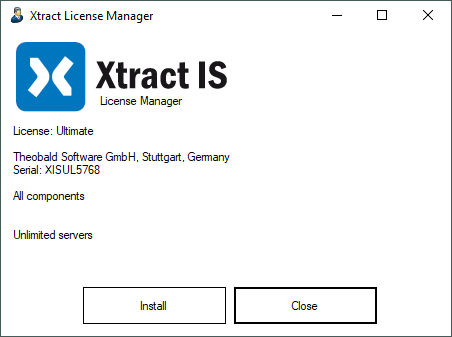 Xtract License Manager
Xtract IS
License Manager
License: Ultimate
Theobald Software GmbH, Stuttgart, Germany
Serial: XISUL5768
All components
Unlimited servers
Install
Close